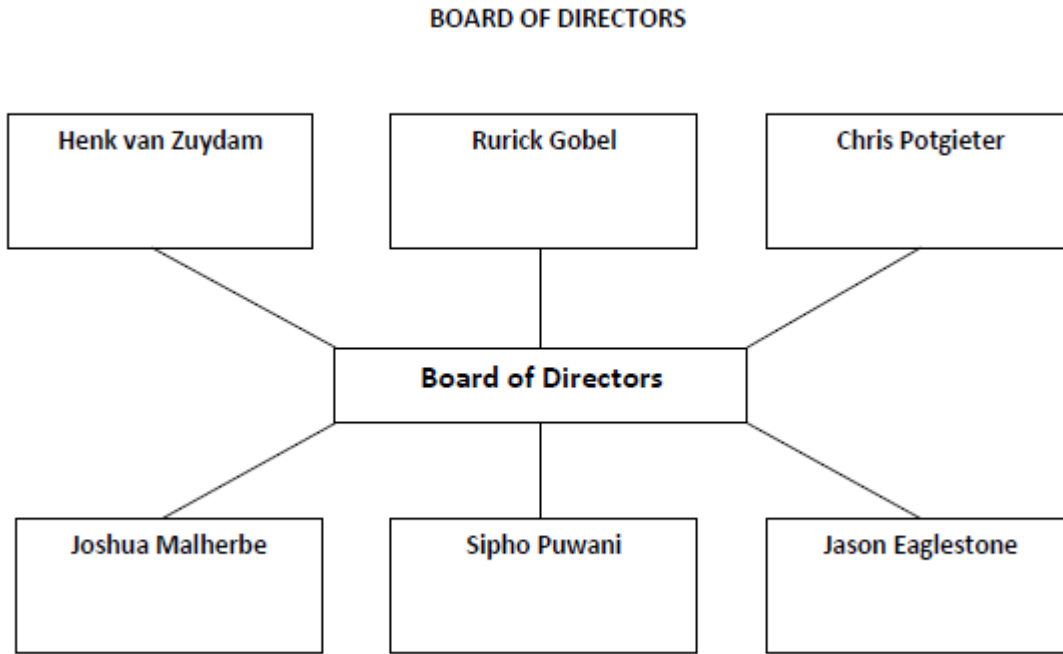 BOARD OF DIRECTORS
Henk van Zuydam
Rurick Gobel
Chris Potgieter
Board of Directors
Joshua Malherbe
Sipho Puwani
Jason Eaglestone